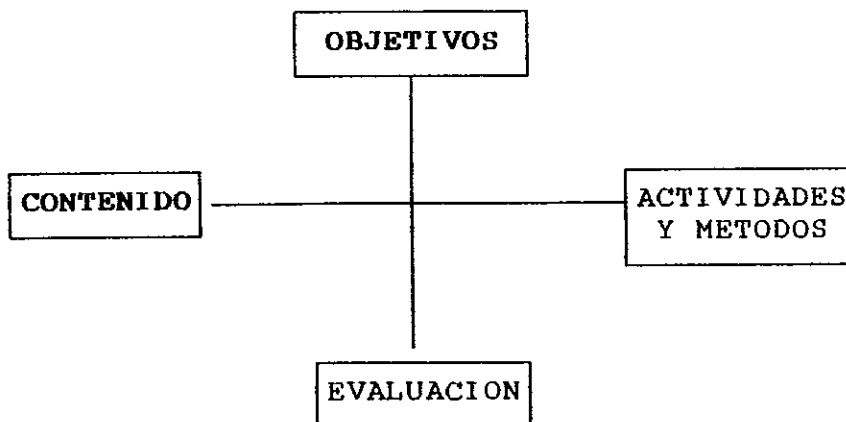 OBJETIVOS
CONTENIDO
ACTIVIDADES
Y METODOS
EVALUACION